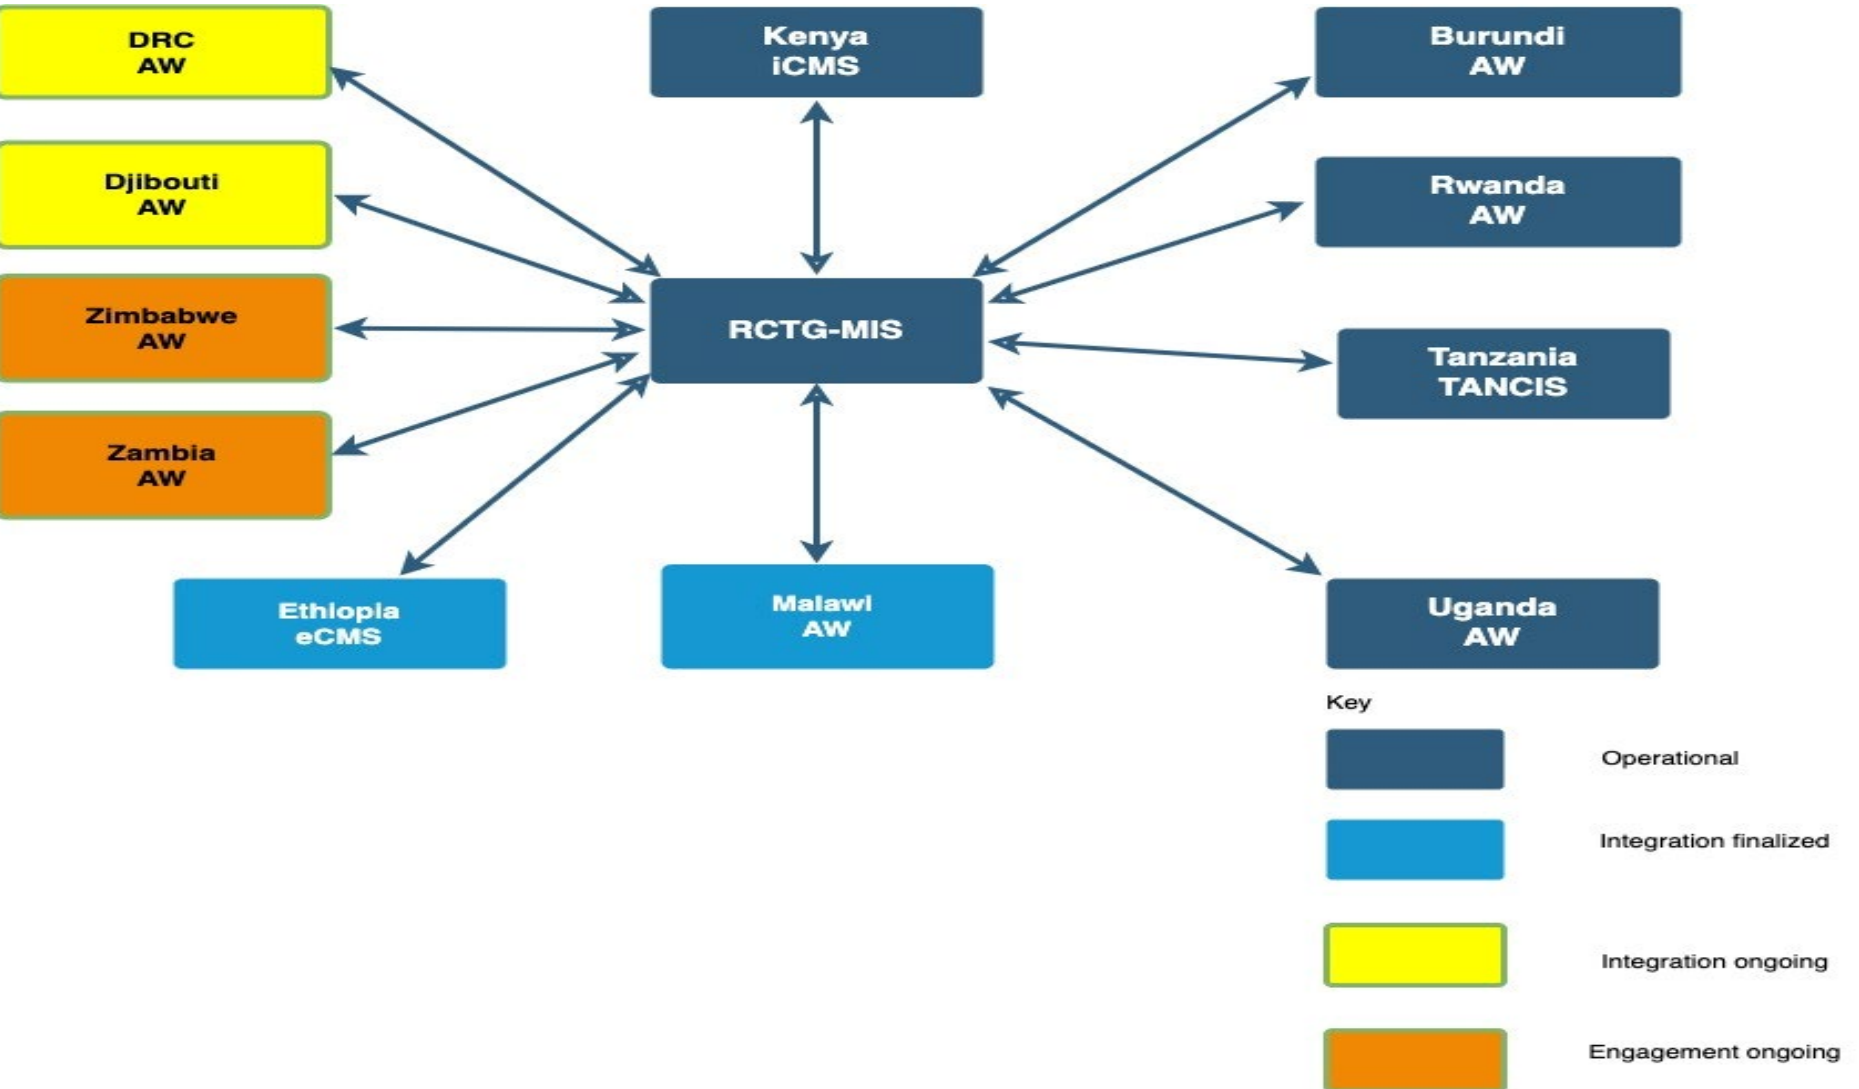 DRC
AW
Kenya
iCMS
Burundi
AW
Djibouti
AW
Rwanda
AW
Zimbabwe
AW
RCTG-MIS
Tanzania
TANCIS
Zambia
AW
Ethiopia
eCMS
Malawi
AW
Uganda
AW
Key
Operational
Integration finalized
Integration ongoing
Engagement ongoing